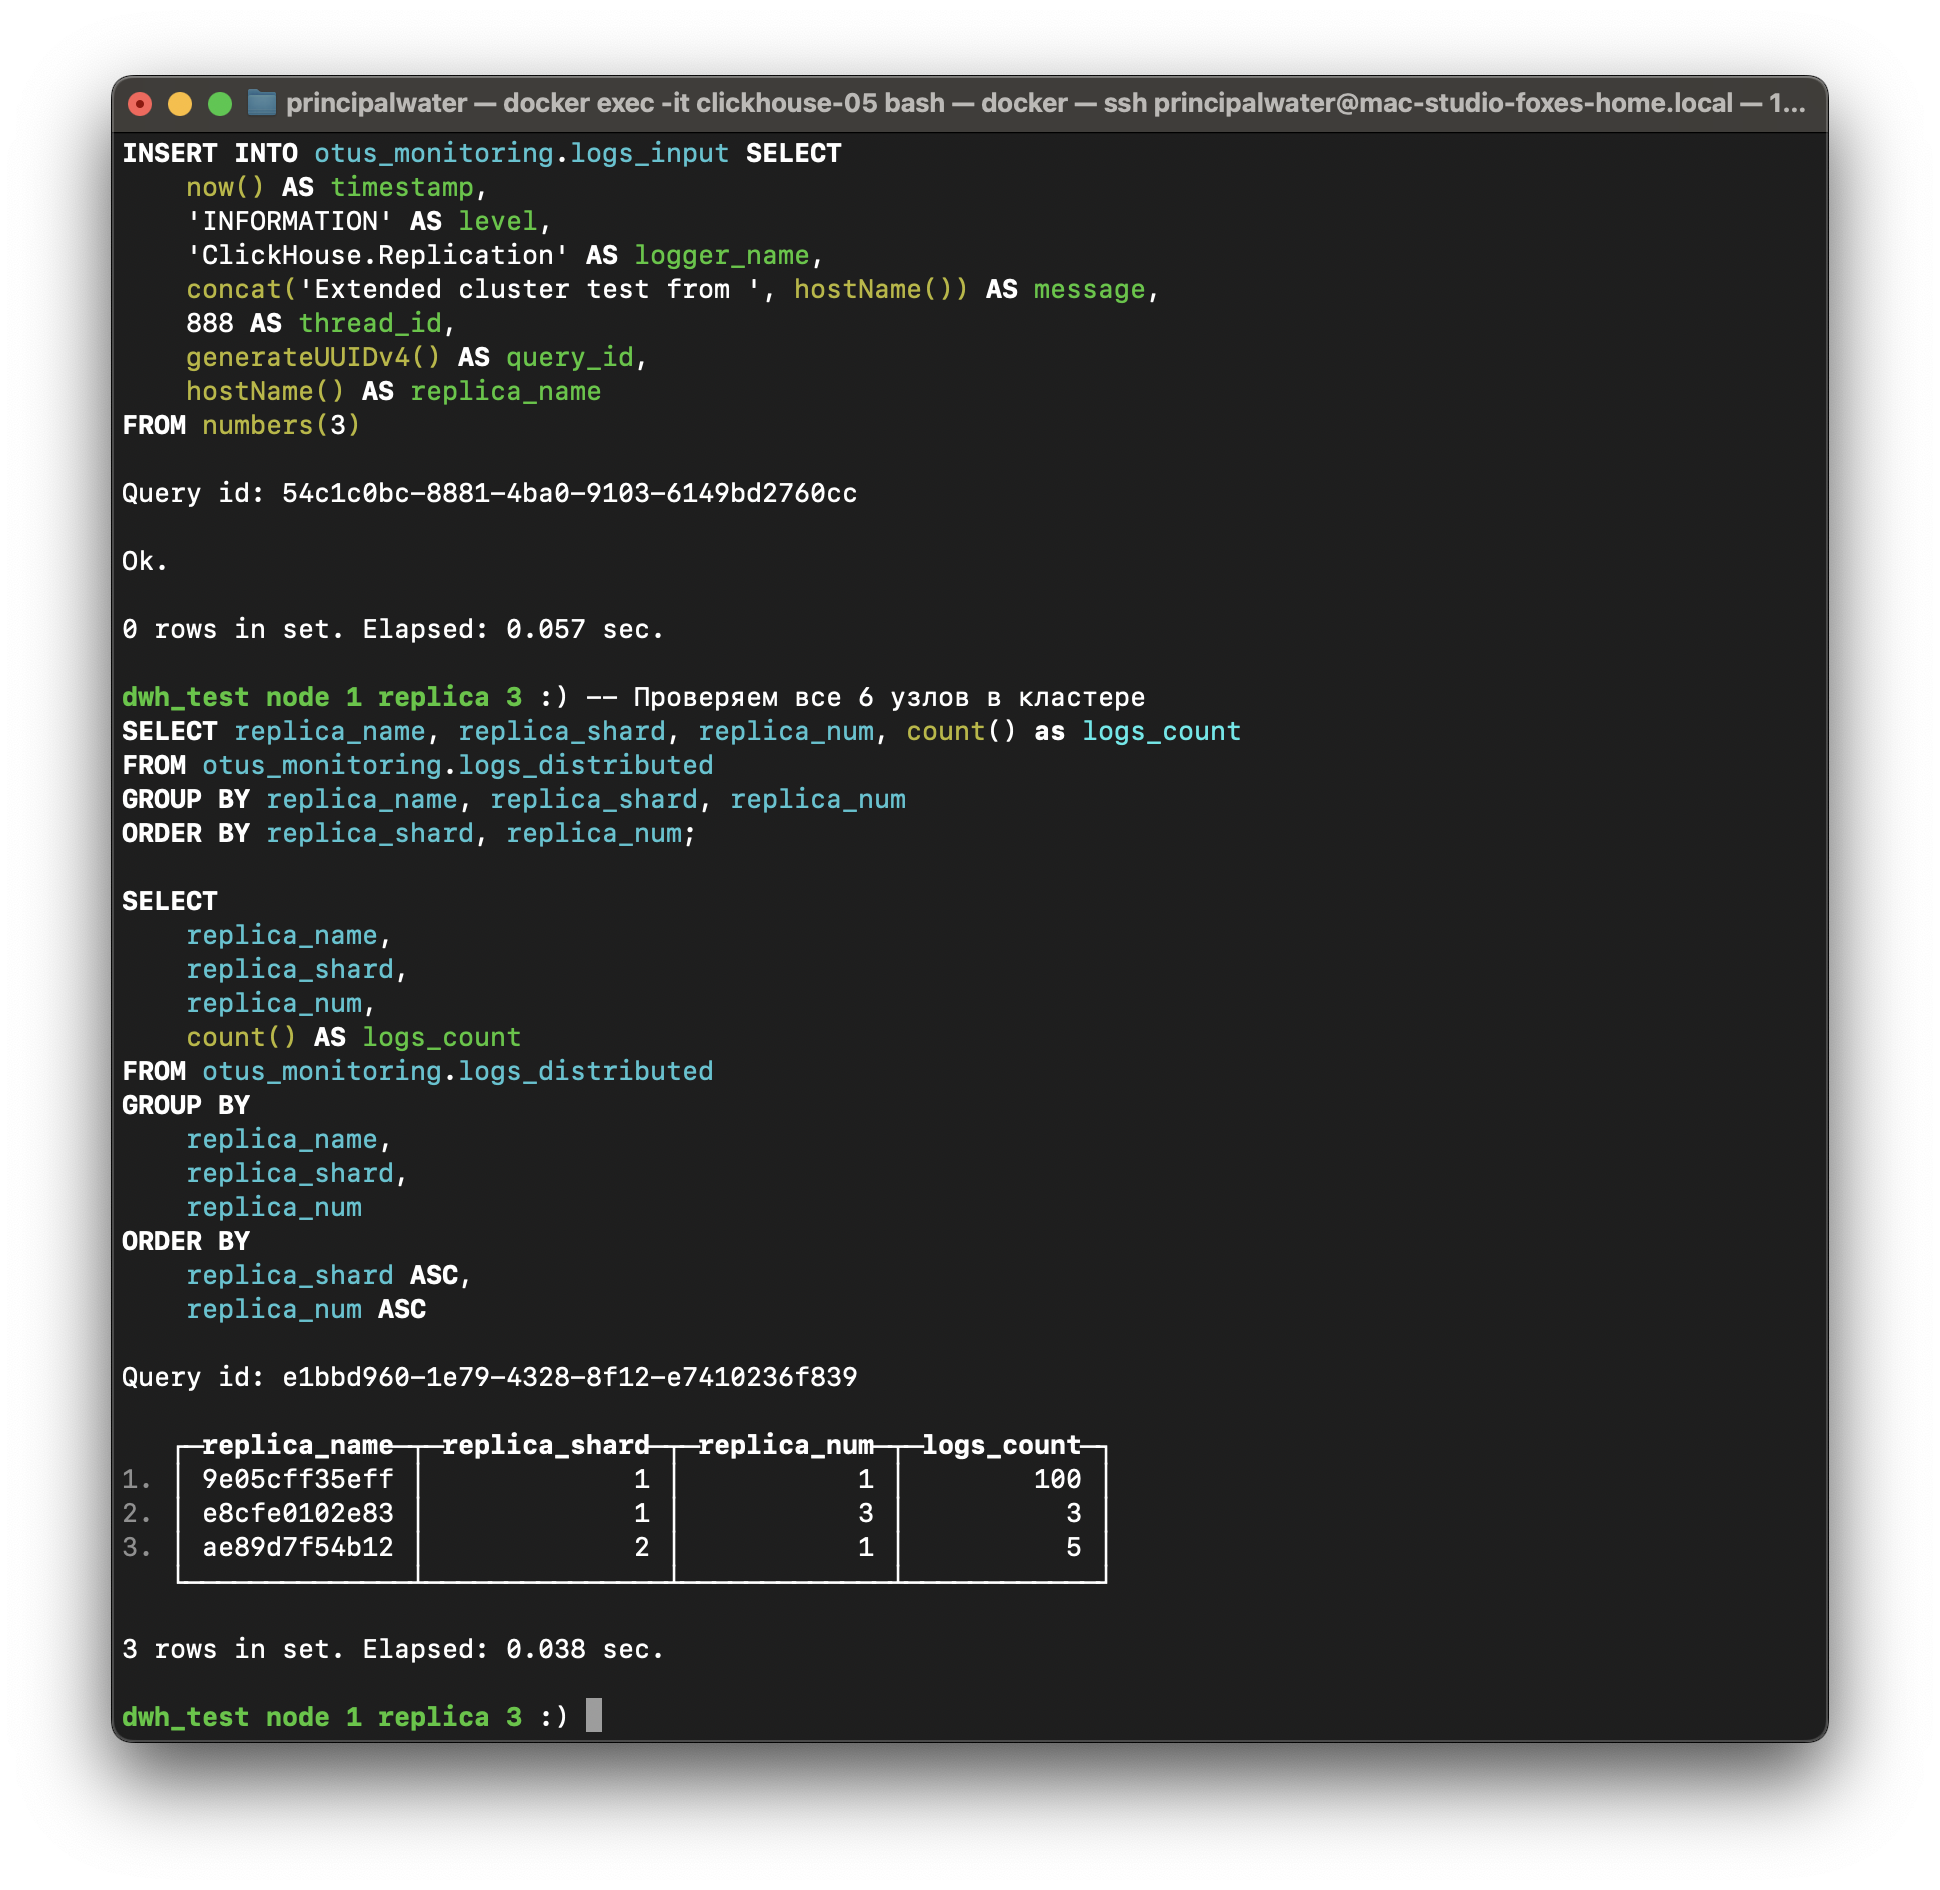 principalwater — docker exec -it clickhouse-05 bash — docker — ssh principalwater@mac-studio-foxes-home.local — 1...
INSERT INTO otus_monitoring.logs_input SELECT
    now() AS timestamp,
    'INFORMATION' AS level,
    'ClickHouse.Replication' AS logger_name,
    concat('Extended cluster test from ', hostName()) AS message,
    888 AS thread_id,
    generateUUIDv4() AS query_id,
    hostName() AS replica_name
FROM numbers(3)
Query id: 54c1c0bc-8881-4ba0-9103-6149bd2760cc
Ok.
0 rows in set. Elapsed: 0.057 sec.
dwh_test node 1 replica 3 :) -- Проверяем все 6 узлов в кластере
SELECT replica_name, replica_shard, replica_num, count() as logs_count
FROM otus_monitoring.logs_distributed
GROUP BY replica_name, replica_shard, replica_num
ORDER BY replica_shard, replica_num;
SELECT
    replica_name,
    replica_shard,
    replica_num,
    count() AS logs_count
FROM otus_monitoring.logs_distributed
GROUP BY
    replica_name,
    replica_shard,
    replica_num
ORDER BY
    replica_shard ASC,
    replica_num ASC
Query id: e1bbd960-1e79-4328-8f12-e7410236f839
replica_name replica_shard replica_num logs_count
1. 9e05cff35eff 1 1 100
2. e8cfe0102e83 1 3 3
3. ae89d7f54b12 2 1 5
3 rows in set. Elapsed: 0.038 sec.
dwh_test node 1 replica 3 :)